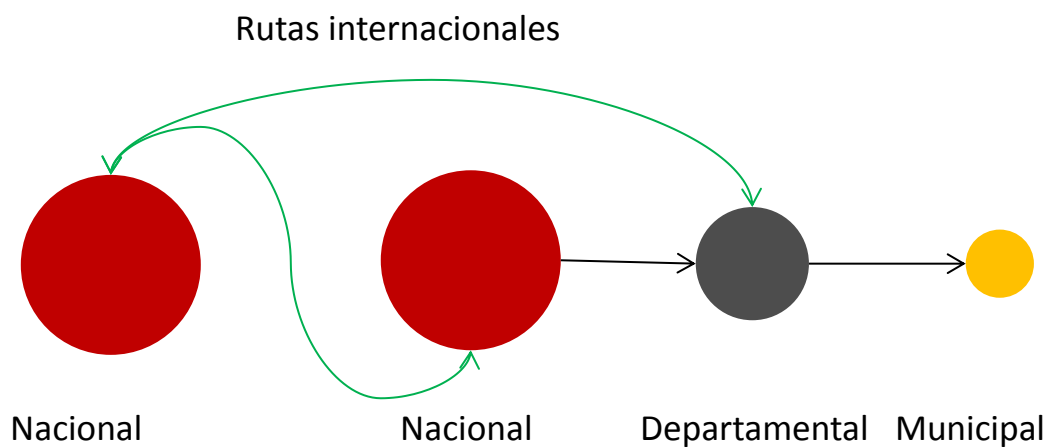 Rutas internacionales
Nacional Nacional Departamental Municipal